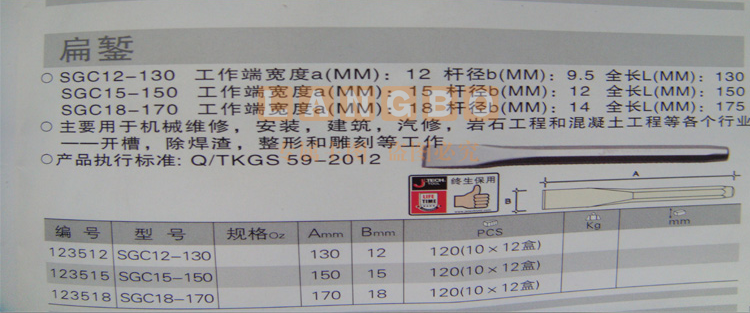 扁錾
○ SGC12-130 工作端宽度a(MM): 12 杆径b(MM): 9.5 全长L(MM): 130
SGC15-150 工作端宽度a(MM): 15 杆径b(MM): 12 全长L(MM): 150
SGC18-170 工作端宽度a(MM): 18 杆径b(MM): 14 全长L(MM): 175
○ 主要用于机械维修，安装，建筑，汽修，岩石工程和混凝土工程等各个行业
——开槽，除焊渣，整形和雕刻等工作
○ 产品执行标准: Q/TKGS 59-2012
J TECH
终生保用
LIFE TIME
A
B
编号 型号 规格Oz Amm Bmm PCS Kg mm
123512 SGC12-130 130 12 120(10×12盒)
123515 SGC15-150 150 15 120(10×12盒)
123518 SGC18-170 170 18 120(10×12盒)